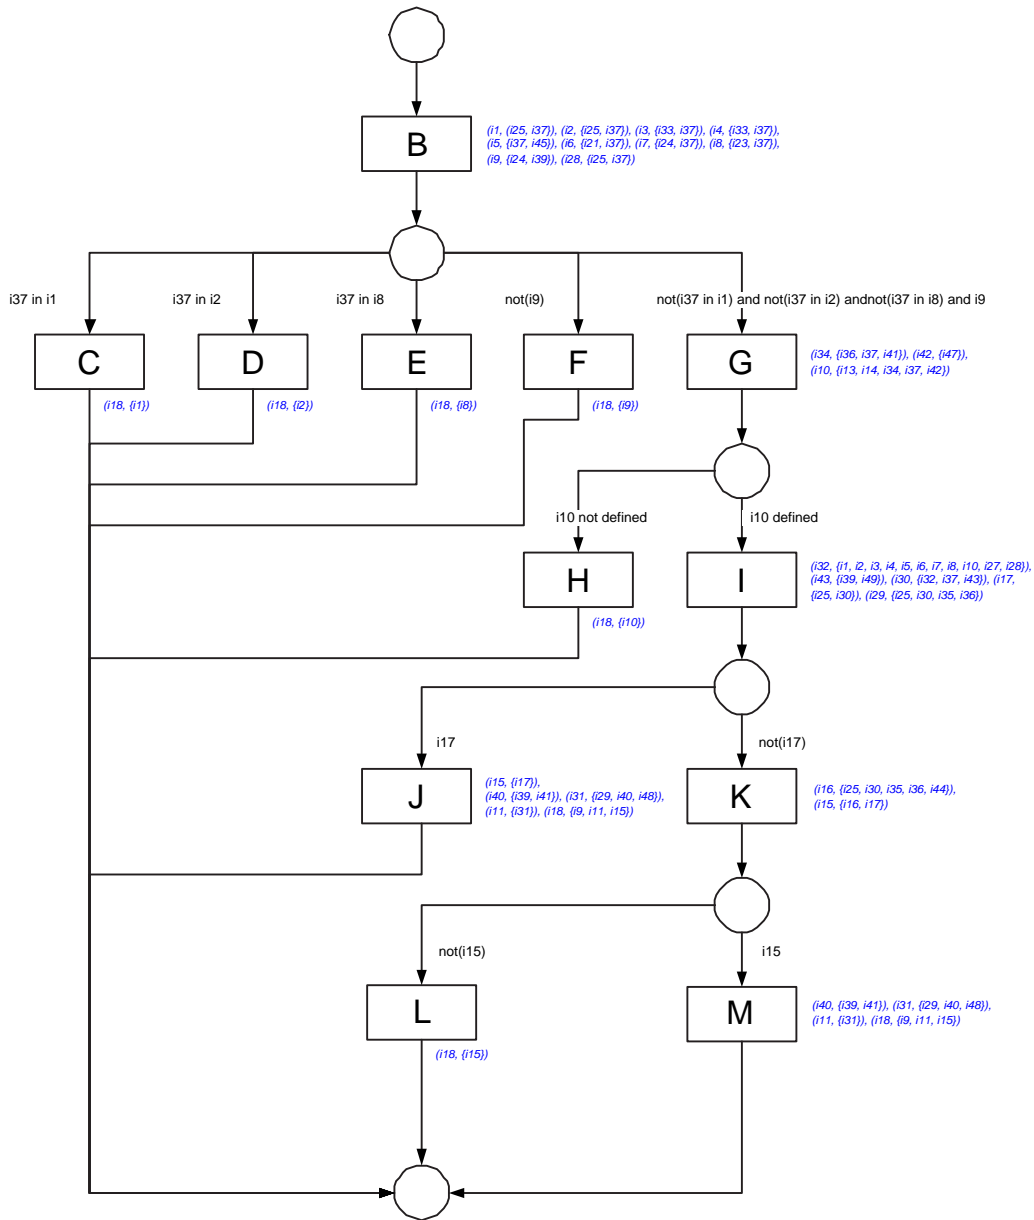 B
(i1, (i25, i37}), (i2, {i25, i37}), (i3, {i33, i37}), (i4, {i33, i37}),
(i5, {i37, i45}), (i6, {i21, i37}), (i7, {i24, i37}), (i8, {i23, i37}),
(i9, {i24, i39}), (i28, {i25, i37})
i37 in i1
i37 in i2
i37 in i8
not(i9)
not(i37 in i1) and not(i37 in i2) andnot(i37 in i8) and i9
C
D
E
F
G
(i34, {i36, i37, i41}), (i42, {i47}),
(i10, {i13, i14, i34, i37, i42})
(i18, {i1})
(i18, {i2})
(i18, {i8})
(i18, {i9})
i10 not defined
i10 defined
H
I
(i32, {i1, i2, i3, i4, i5, i6, i7, i8, i10, i27, i28}),
(i43, {i39, i49}), (i30, {i32, i37, i43}), (i17,
{i25, i30}), (i29, {i25, i30, i35, i36})
(i18, {i10})
i17
not(i17)
J
(i15, {i17}),
(i40, {i39, i41}), (i31, {i29, i40, i48}),
(i11, {i31}), (i18, {i9, i11, i15})
K
(i16, {i25, i30, i35, i36, i44}),
(i15, {i16, i17})
not(i15)
i15
L
M
(i40, {i39, i41}), (i31, {i29, i40, i48}),
(i11, {i31}), (i18, {i9, i11, i15})
(i18, {i15})